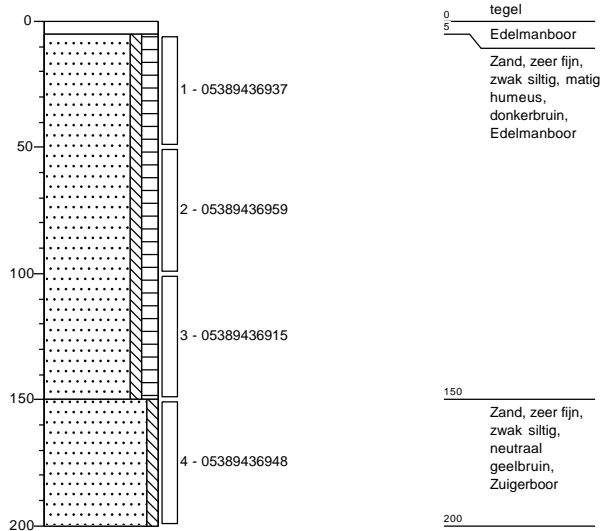 0
50
100
150
200
1 - 05389436937
2 - 05389436959
3 - 05389436915
4 - 05389436948
0
tegel
5
Edelmanboor
Zand, zeer fijn,
zwak siltig, matig
humeus,
donkerbruin,
Edelmanboor
150
Zand, zeer fijn,
zwak siltig,
neutraal
geelbruin,
Zuigerboor
200